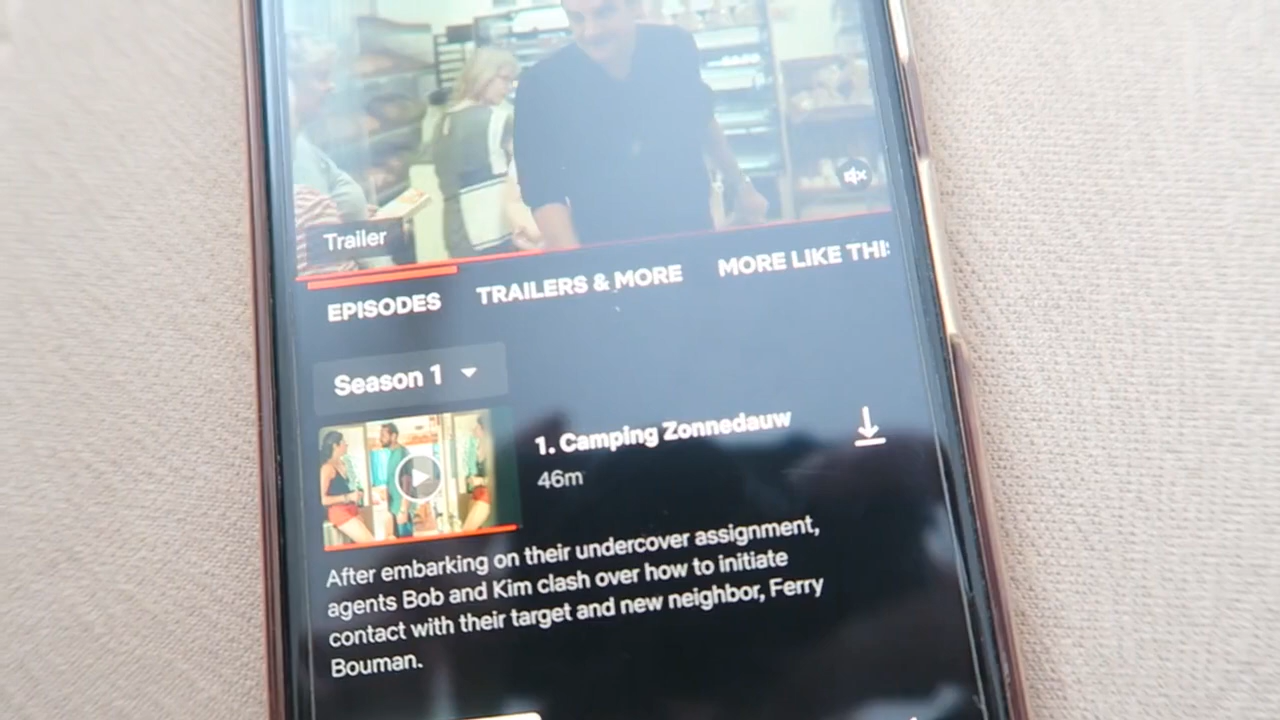 Trailer
EPISODES TRAILERS & MORE MORE LIKE THIS
Season 1
1. Camping Zonnedauw
46m
After embarking on their undercover assignment,
agents Bob and Kim clash over how to initiate
contact with their target and new neighbor, Ferry
Bouman.